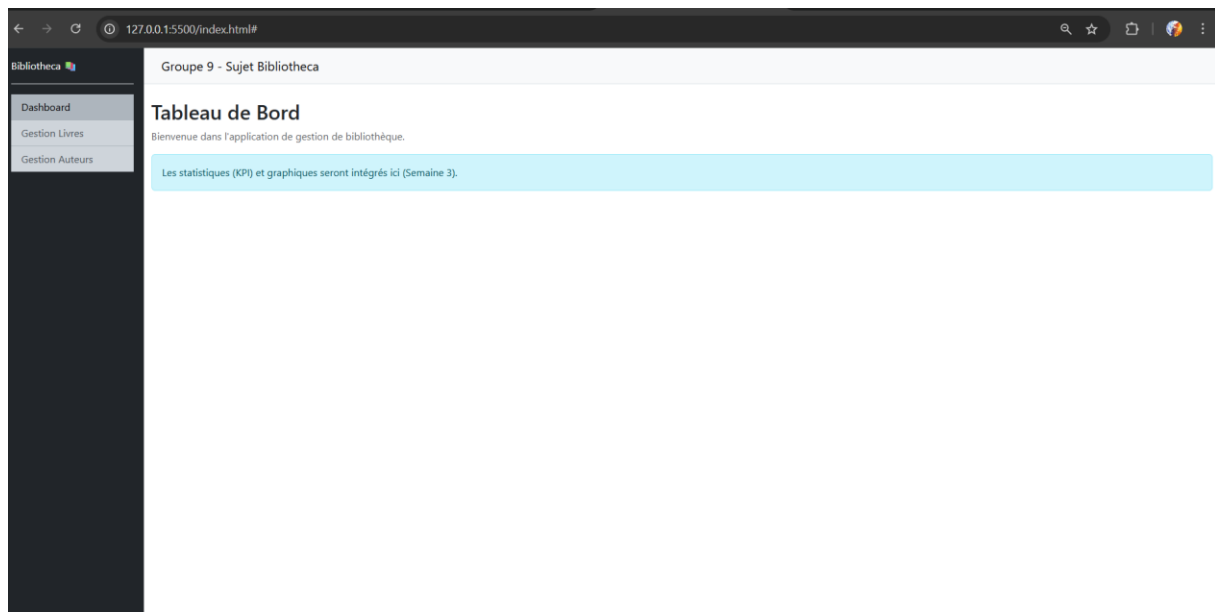 127.0.0.1:5500/index.html#
Bibliotheca
Groupe 9 - Sujet Bibliotheca
Dashboard
Gestion Livres
Gestion Auteurs
Tableau de Bord
Bienvenue dans l'application de gestion de bibliothèque.
Les statistiques (KPI) et graphiques seront intégrés ici (Semaine 3).